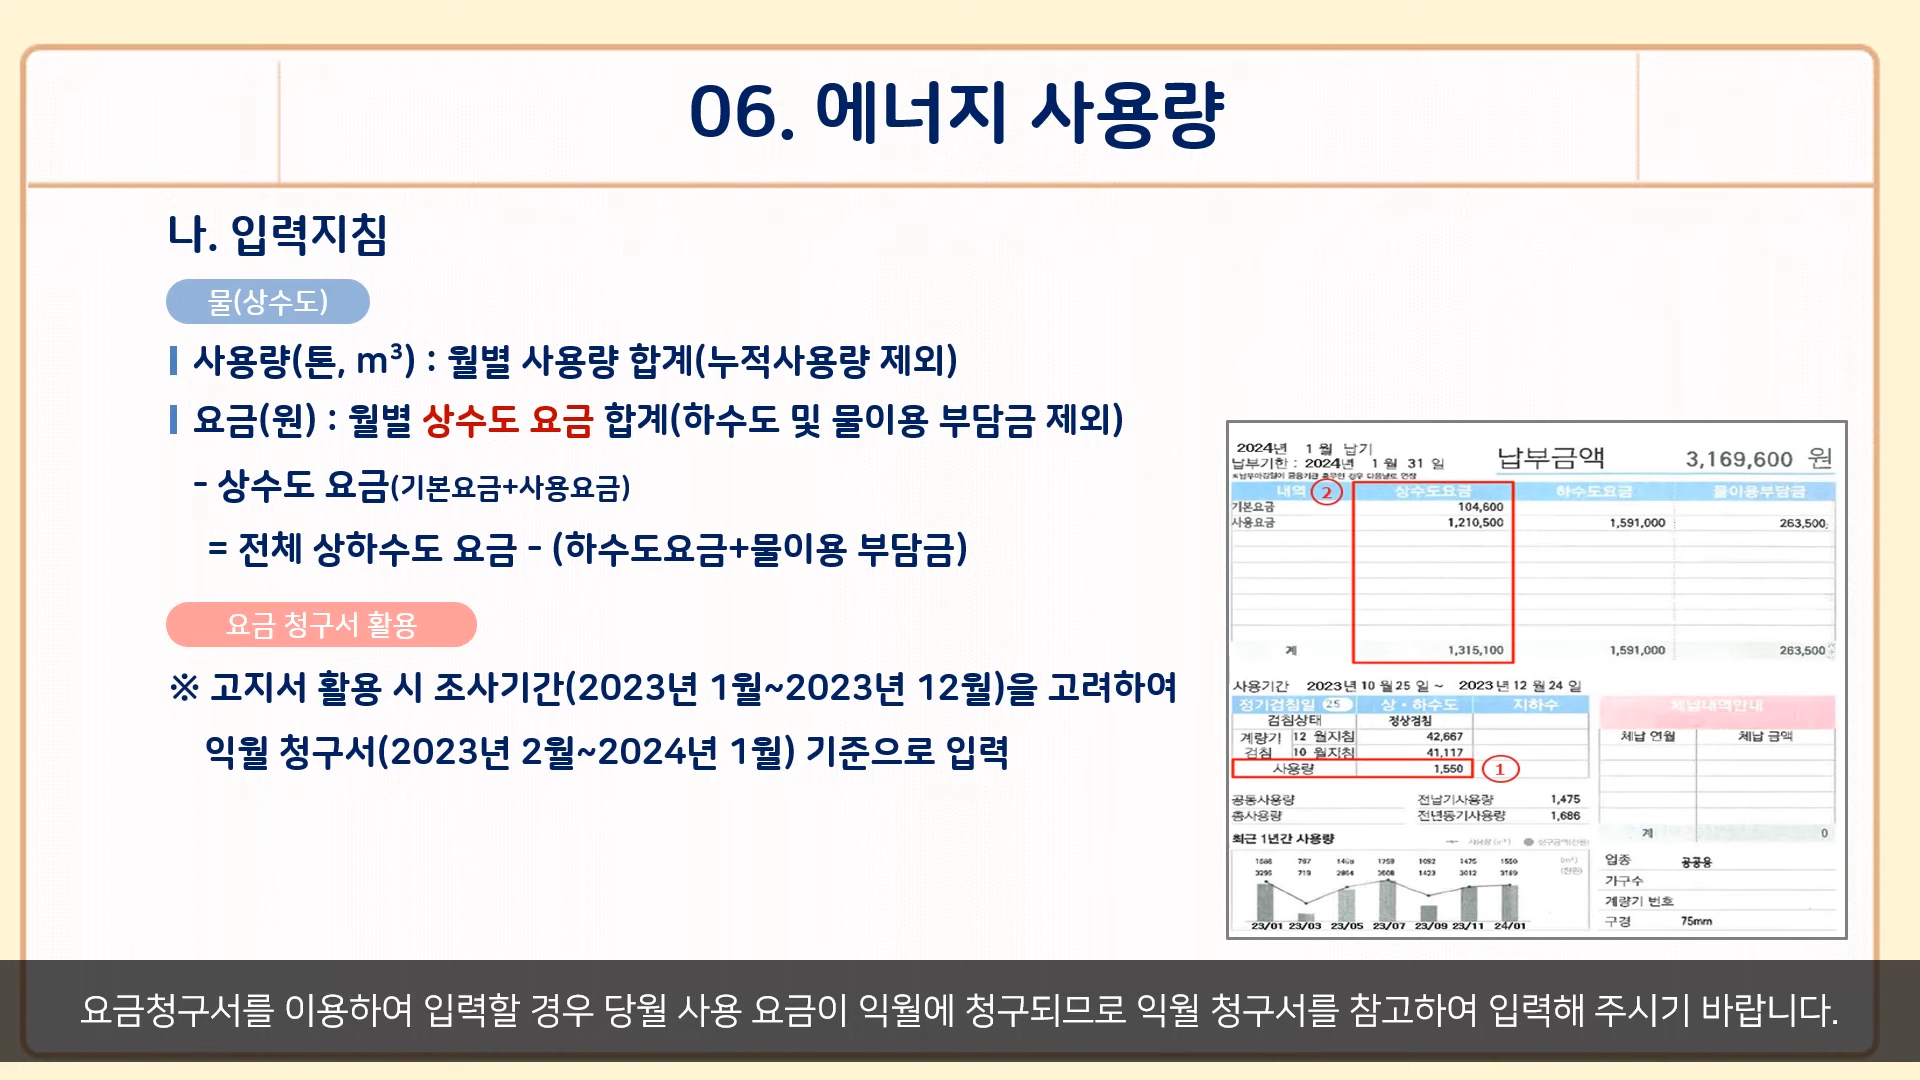 06. 에너지 사용량
나. 입력지침
물(상수도)
사용량(톤, m³) : 월별 사용량 합계(누적사용량 제외)
요금(원) : 월별 상수도 요금 합계(하수도 및 물이용 부담금 제외)
- 상수도 요금(기본요금+사용요금)
= 전체 상하수도 요금 - (하수도요금+물이용 부담금)
요금 청구서 활용
※ 고지서 활용 시 조사기간(2023년 1월~2023년 12월)을 고려하여
익월 청구서(2023년 2월~2024년 1월) 기준으로 입력
2024년 1 월 납기
납부기한 : 2024년 1 월 31 일
납부금액 3,169,600 원
내역 ② 상수도요금 하수도요금 물이용부담금
기본요금 104,600
사용요금 1,210,500 1,591,000 263,500
계 1,315,100 1,591,000 263,500
사용기간 2023년 10 월 25 일 ~ 2023년 12 월 24 일
정기검침일 25 상·하수도 지하수
검침상태 정상검침
계량기 12 월지침 42,667
검침 10 월지침 41,117
사용량 1,550 ①
체납내역안내
체납 연월 체납 금액
계 0
공동사용량 전납기사용량 1,475
총사용량 전년동기사용량 1,686
최근 1년간 사용량
23/01 23/03 23/05 23/07 23/09 23/11 24/01
업종 공공용
가구수
계량기 번호
구경 75mm
요금청구서를 이용하여 입력할 경우 당월 사용 요금이 익월에 청구되므로 익월 청구서를 참고하여 입력해 주시기 바랍니다.